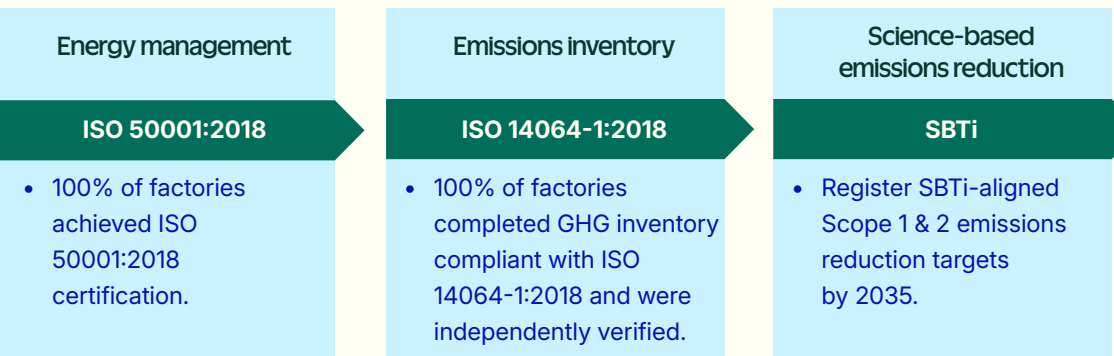 Energy management
ISO 50001:2018
• 100% of factories
achieved ISO
50001:2018
certification.
Emissions inventory
ISO 14064-1:2018
• 100% of factories
completed GHG inventory
compliant with ISO
14064-1:2018 and were
independently verified.
Science-based
emissions reduction
SBTi
• Register SBTi-aligned
Scope 1 & 2 emissions
reduction targets
by 2035.